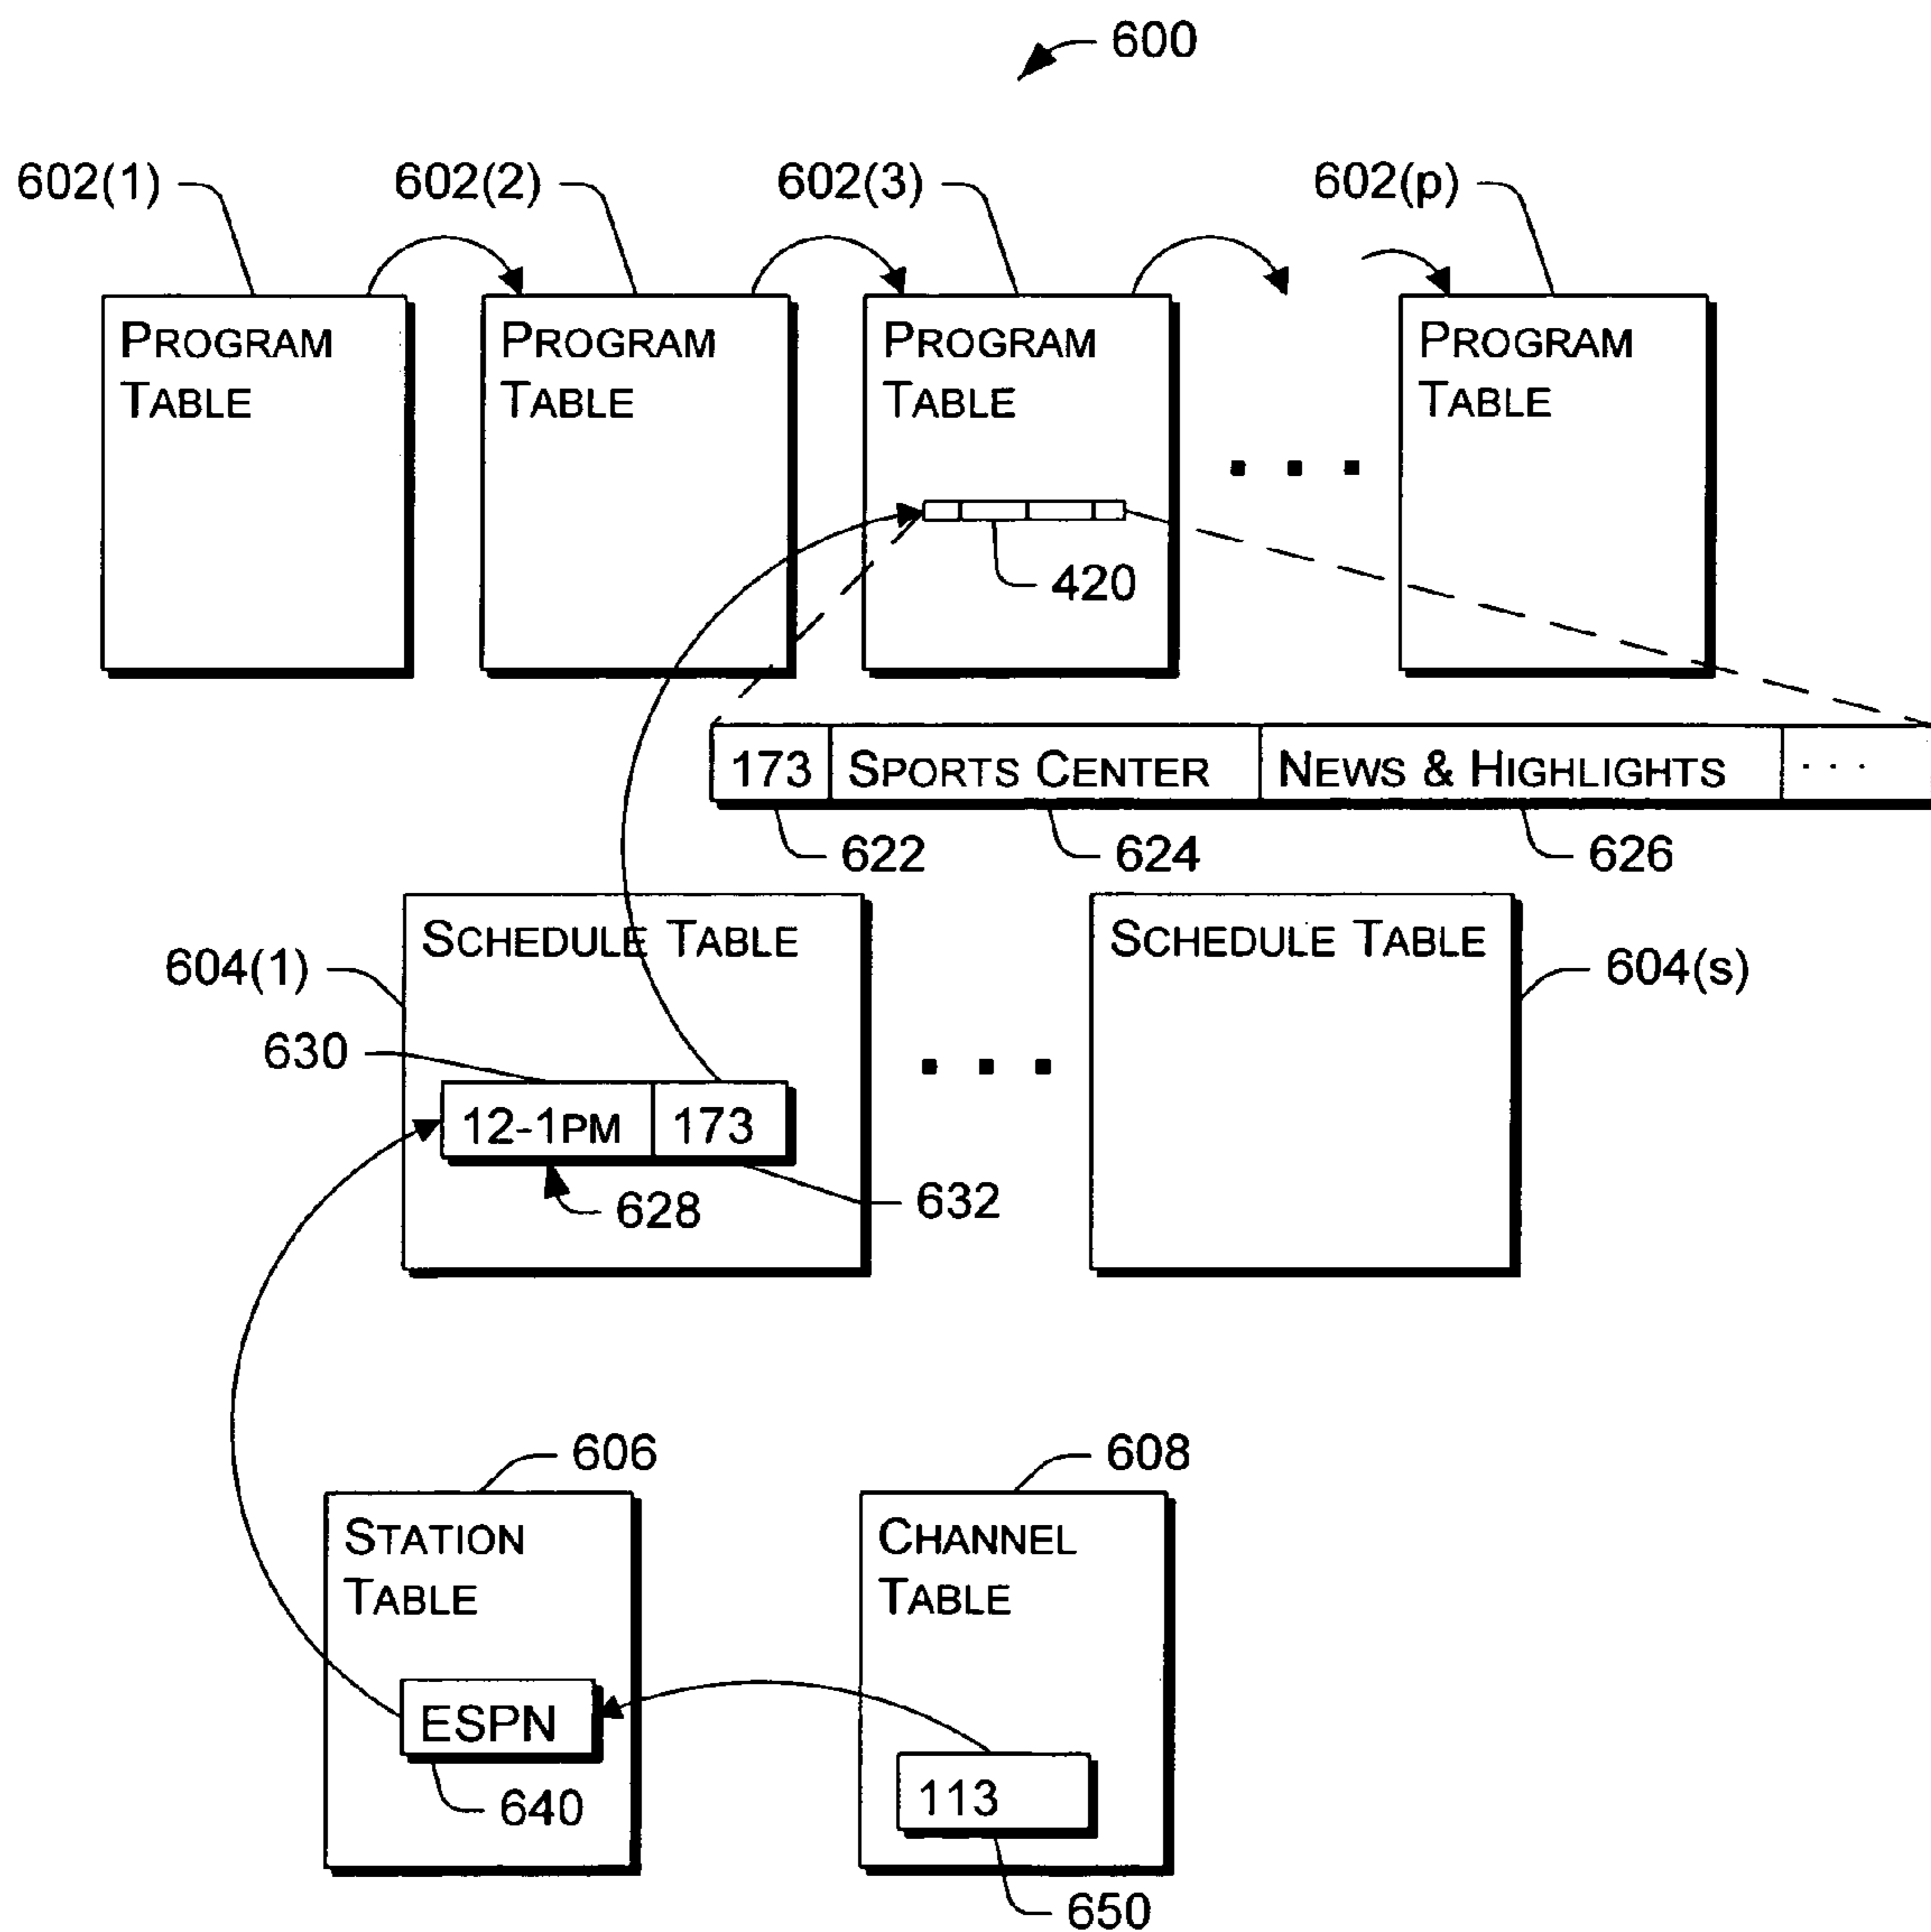 600
602(1) 602(2) 602(3) 602(p)
PROGRAM TABLE
PROGRAM TABLE
PROGRAM TABLE
PROGRAM TABLE
. . .
420
173 SPORTS CENTER NEWS & HIGHLIGHTS . . .
622 624 626
SCHEDULE TABLE
SCHEDULE TABLE
604(1)
604(s)
630
. . .
12-1PM 173
628
632
606
608
STATION TABLE
CHANNEL TABLE
ESPN
640
113
650